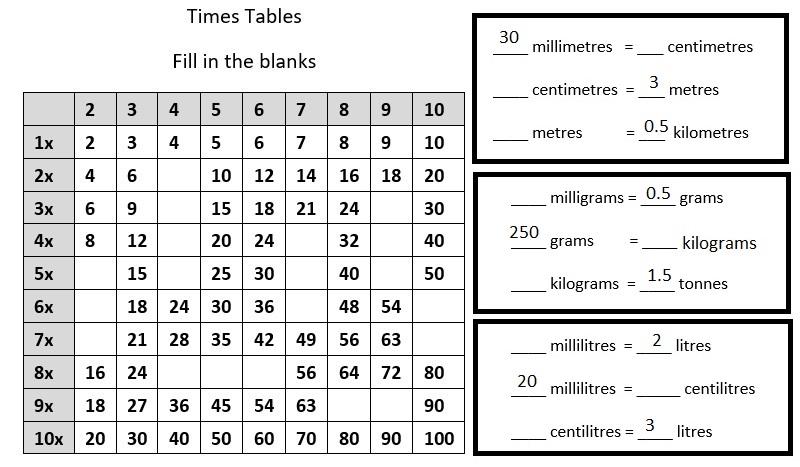 Times Tables
Fill in the blanks
2 3 4 5 6 7 8 9 10
1x 2 3 4 5 6 7 8 9 10
2x 4 6 10 12 14 16 18 20
3x 6 9 15 18 21 24 30
4x 8 12 20 24 32 40
5x 15 25 30 40 50
6x 18 24 30 36 48 54
7x 21 28 35 42 49 56 63
8x 16 24 56 64 72 80
9x 18 27 36 45 54 63 90
10x 20 30 40 50 60 70 80 90 100
30 millimetres = ___ centimetres
____ centimetres = 3 metres
____ metres = 0.5 kilometres
____ milligrams = 0.5 grams
250 grams = ____ kilograms
____ kilograms = 1.5 tonnes
____ millilitres = 2 litres
20 millilitres = _____ centilitres
____ centilitres = 3 litres